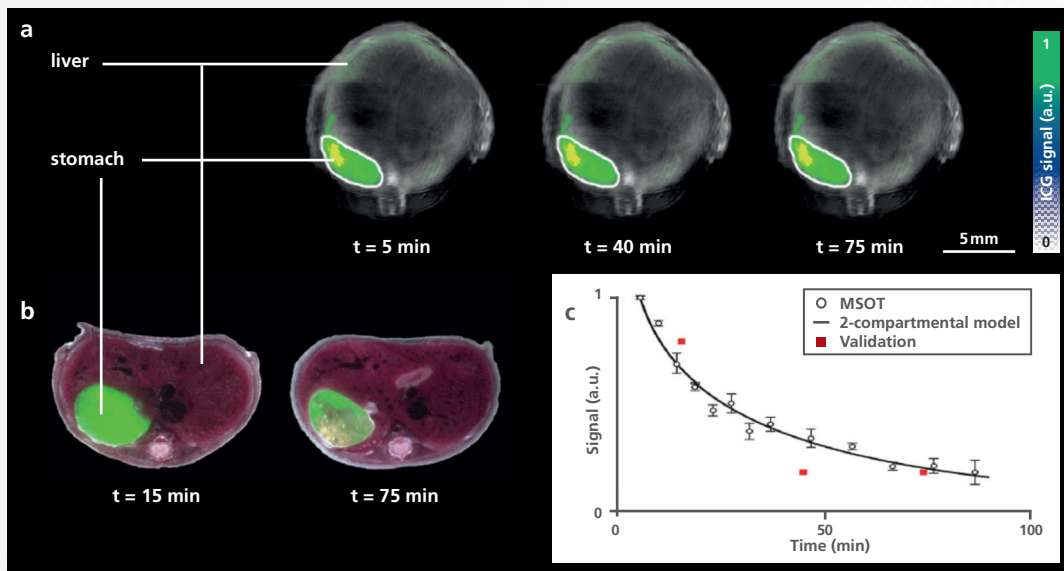 a
liver
stomach
t = 5 min
t = 40 min
t = 75 min
5 mm
1
ICG signal (a.u.)
0
b
t = 15 min
t = 75 min
c
1
0
Signal (a.u.)
MSOT
2-compartmental model
Validation
0
50
100
Time (min)